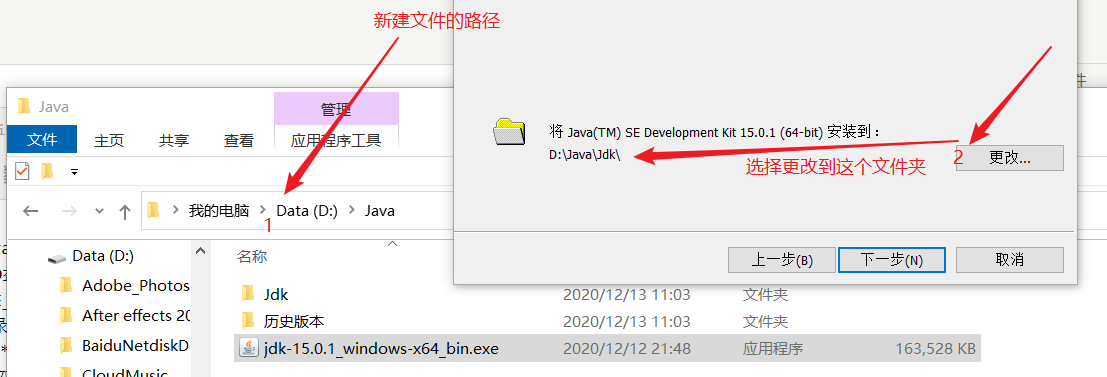 新建文件的路径
Java
管理
文件
主页
共享
查看
应用程序工具
我的电脑
Data (D:)
Java
1
Data (D:)
Adobe_Photos
After effects 20
BaiduNetdiskD
CloudMusic
名称
Jdk
2020/12/13 11:03
文件夹
历史版本
2020/12/13 11:03
文件夹
jdk-15.0.1_windows-x64_bin.exe
2020/12/12 21:48
应用程序
163,528 KB
将 Java(TM) SE Development Kit 15.0.1 (64-bit) 安装到：
D:\Java\Jdk\
选择更改到这个文件夹
2
更改...
上一步(B)
下一步(N)
取消
件